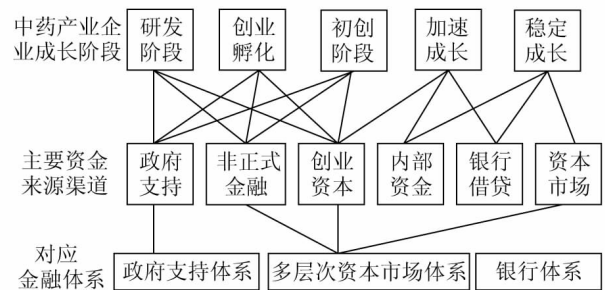 中药产业企
业成长阶段
研发
阶段
创业
孵化
初创
阶段
加速
成长
稳定
成长
主要资金
来源渠道
政府
支持
非正式
金融
创业
资本
内部
资金
银行
借贷
资本
市场
对应
金融体系
政府支持体系
多层次资本市场体系
银行体系